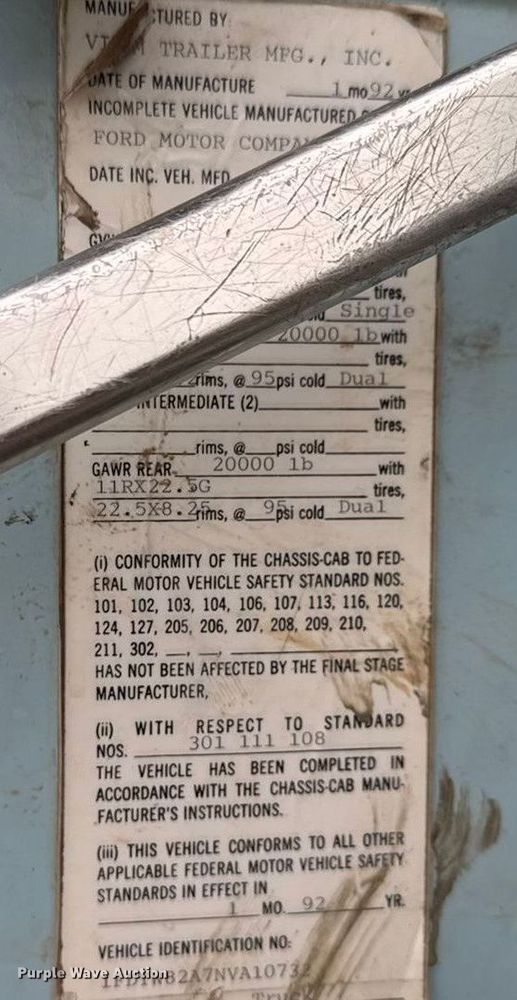 MANUF TURED BY:
TRAILER MFG., INC.
DATE OF MANUFACTURE 1 mo 92 yr
INCOMPLETE VEHICLE MANUFACTURED
FORD MOTOR COMPA
DATE INC. VEH. MFD
tires,
Single
20000 lb with
tires,
rims, @ 95 psi cold Dual
INTERMEDIATE (2) with
tires,
rims, @ psi cold
GAWR REAR 20000 lb with
11RX22.5G tires,
22.5X8.25 rims, @ 95 psi cold Dual
(i) CONFORMITY OF THE CHASSIS-CAB TO FED-
ERAL MOTOR VEHICLE SAFETY STANDARD NOS.
101, 102, 103, 104, 106, 107, 113, 116, 120,
124, 127, 205, 206, 207, 208, 209, 210,
211, 302, __, __,
HAS NOT BEEN AFFECTED BY THE FINAL STAGE
MANUFACTURER,
(ii) WITH RESPECT TO STANDARD
NOS. 301 111 108
THE VEHICLE HAS BEEN COMPLETED IN
ACCORDANCE WITH THE CHASSIS-CAB MANU-
FACTURER'S INSTRUCTIONS.
(iii) THIS VEHICLE CONFORMS TO ALL OTHER
APPLICABLE FEDERAL MOTOR VEHICLE SAFETY
STANDARDS IN EFFECT IN
1 MO. 92 YR.
VEHICLE IDENTIFICATION NO:
Purple Wave Auction
Truck